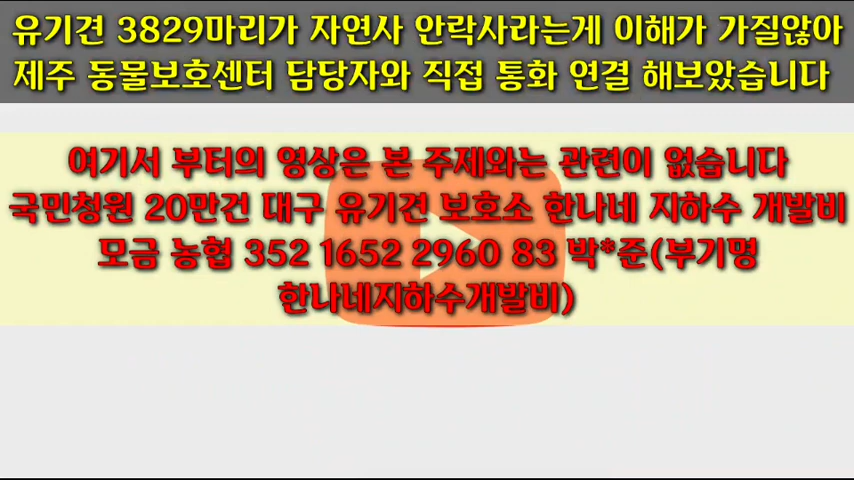 유기견 3829마리가 자연사 안락사라는게 이해가 가질않아
제주 동물보호센터 담당자와 직접 통화 연결 해보았습니다
여기서 부터의 영상은 본 주제와는 관련이 없습니다
국민청원 20만건 대구 유기견 보호소 한나네 지하수 개발비
모금 농협 352 1652 2960 83 박*준(부기명
한나네지하수개발비)